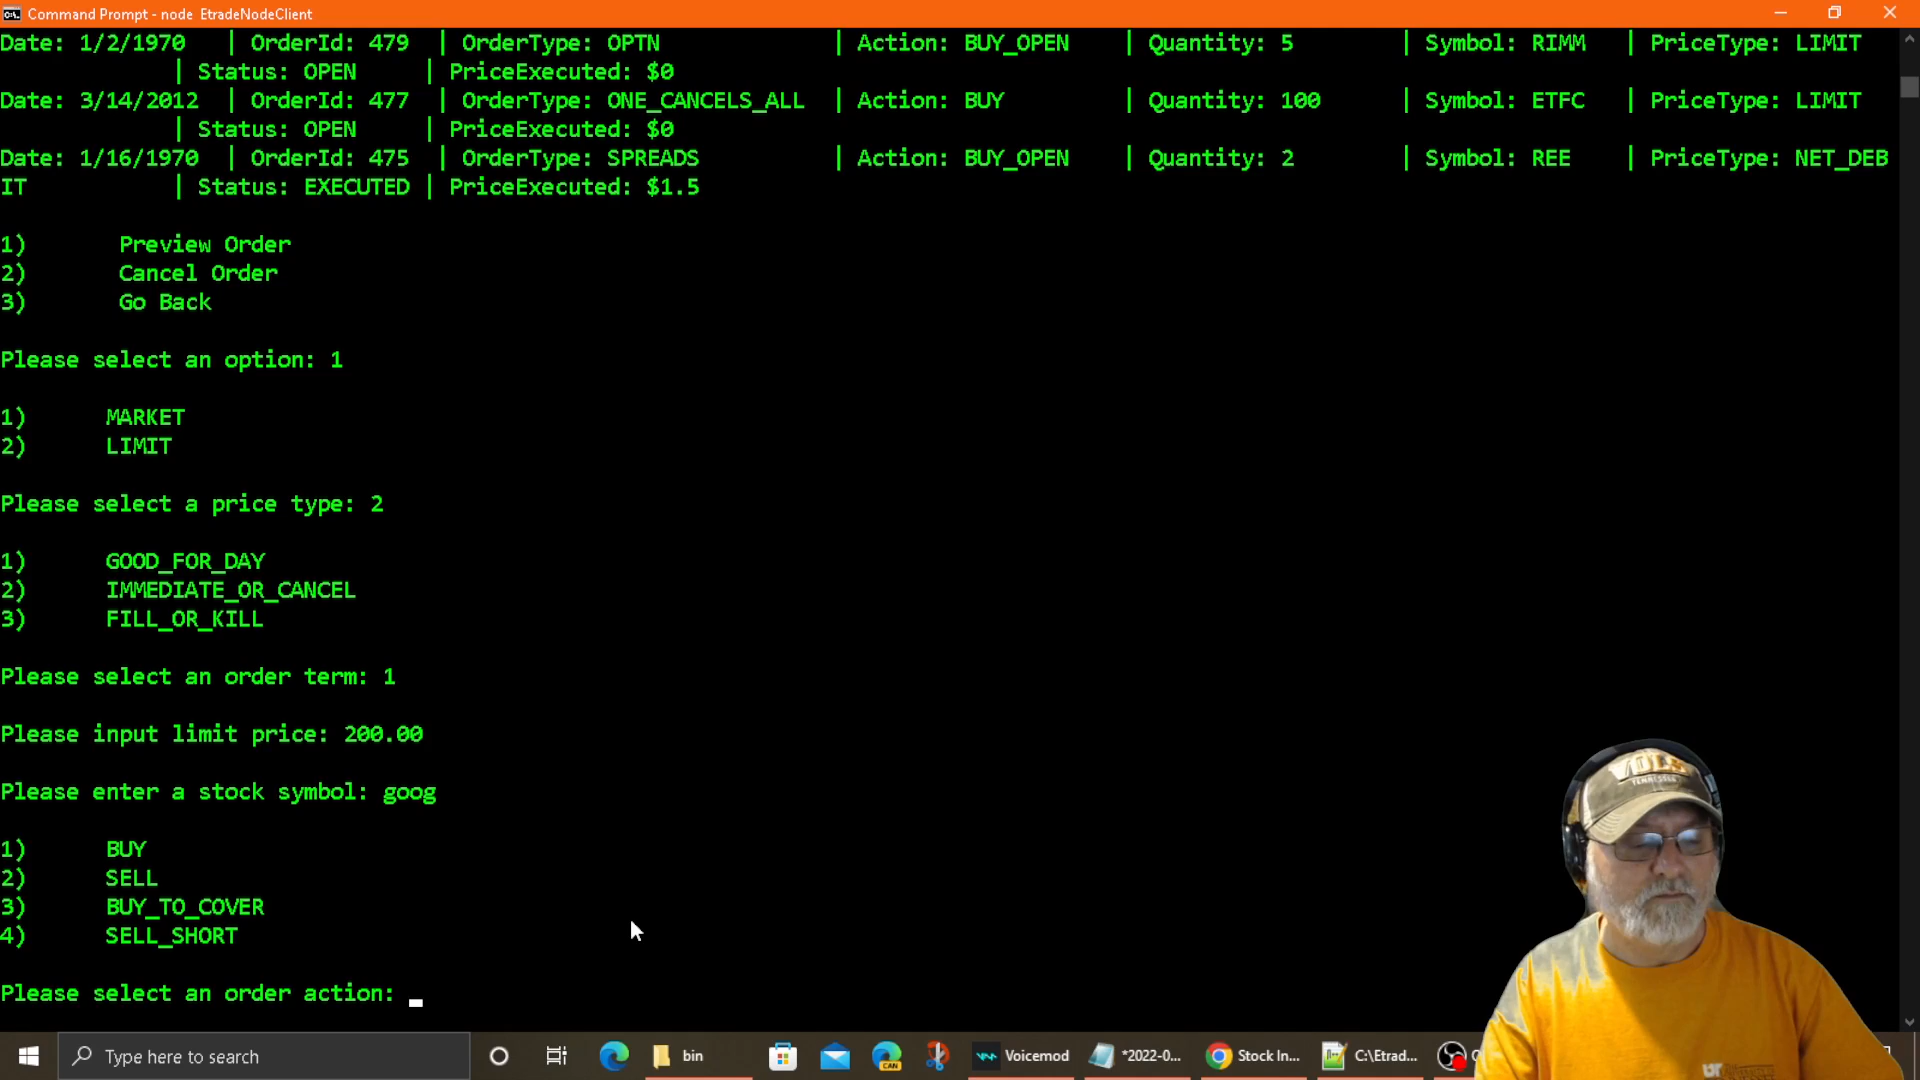 Command Prompt - node EtradeNodeClient
Date: 1/2/1970 | OrderId: 479 | OrderType: OPTN | Action: BUY_OPEN | Quantity: 5 | Symbol: RIMM | PriceType: LIMIT
| Status: OPEN | PriceExecuted: $0
Date: 3/14/2012 | OrderId: 477 | OrderType: ONE_CANCELS_ALL | Action: BUY | Quantity: 100 | Symbol: ETFC | PriceType: LIMIT
| Status: OPEN | PriceExecuted: $0
Date: 1/16/1970 | OrderId: 475 | OrderType: SPREADS | Action: BUY_OPEN | Quantity: 2 | Symbol: REE | PriceType: NET_DEB
IT | Status: EXECUTED | PriceExecuted: $1.5
1) Preview Order
2) Cancel Order
3) Go Back
Please select an option: 1
1) MARKET
2) LIMIT
Please select a price type: 2
1) GOOD_FOR_DAY
2) IMMEDIATE_OR_CANCEL
3) FILL_OR_KILL
Please select an order term: 1
Please input limit price: 200.00
Please enter a stock symbol: goog
1) BUY
2) SELL
3) BUY_TO_COVER
4) SELL_SHORT
Please select an order action: _
VOLS
TENNESSEE
Type here to search
bin
CAN
Voicemod
*2022-0...
Stock In...
C:\Etrad...